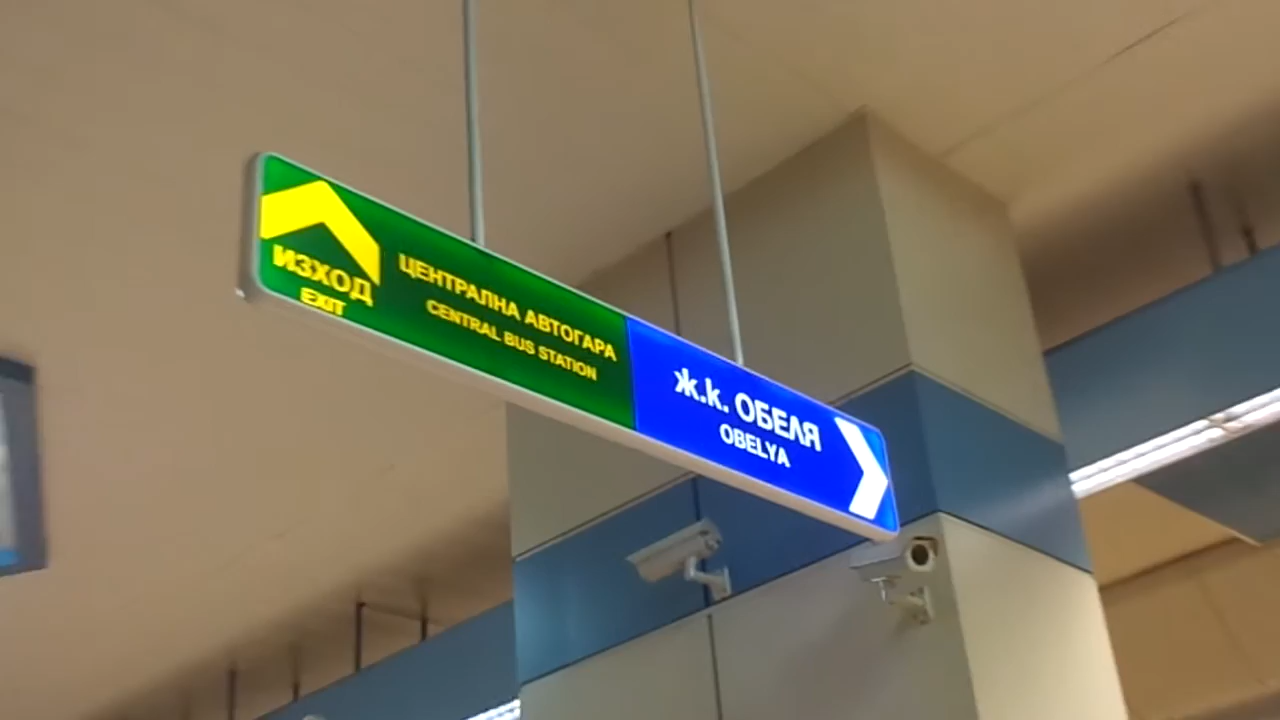 ИЗХОД
EXIT
ЦЕНТРАЛНА АВТОГАРА
CENTRAL BUS STATION
ж.к. ОБЕЛЯ
OBELYA